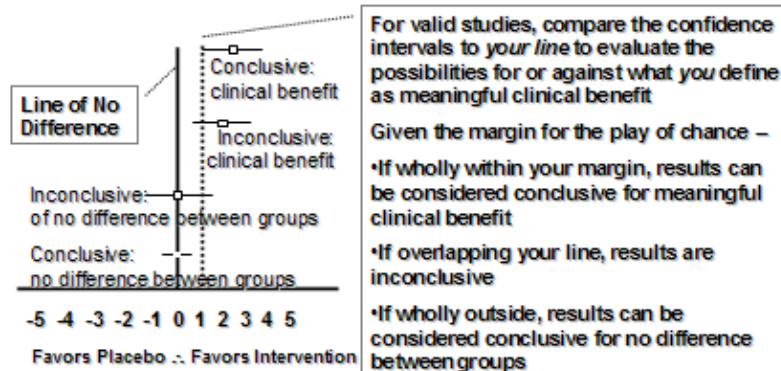 Line of No
Difference
Conclusive:
clinical benefit
Inconclusive:
clinical benefit
Inconclusive:
of no difference between groups
Conclusive:
no difference between groups
-5 -4 -3 -2 -1 0 1 2 3 4 5
Favors Placebo ∴ Favors Intervention
For valid studies, compare the confidence
intervals to your line to evaluate the
possibilities for or against what you define
as meaningful clinical benefit
Given the margin for the play of chance –
•If wholly within your margin, results can
be considered conclusive for meaningful
clinical benefit
•If overlapping your line, results are
inconclusive
•If wholly outside, results can be
considered conclusive for no difference
between groups